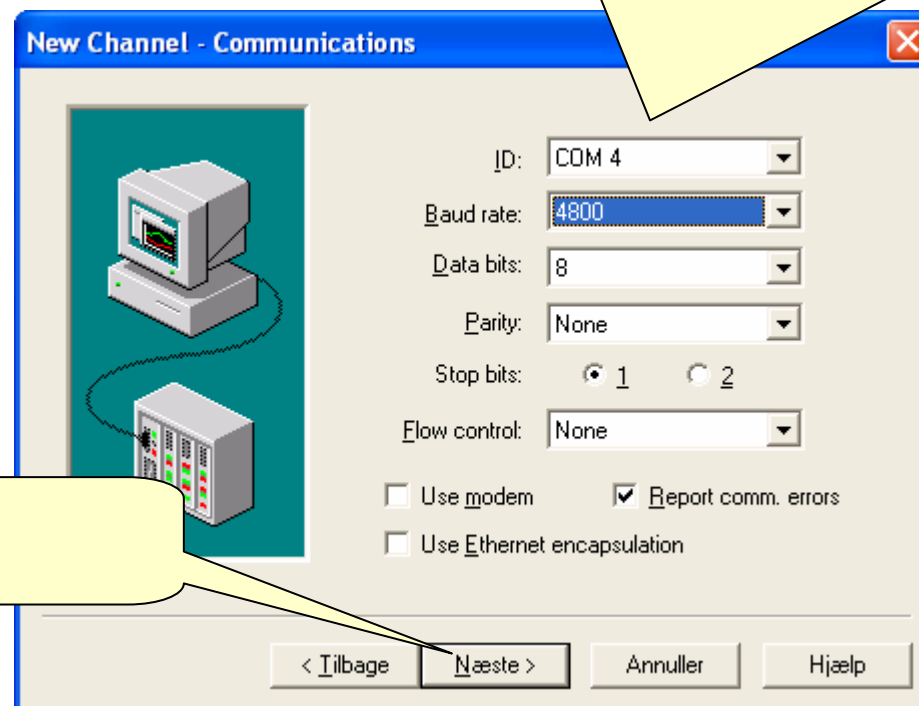 New Channel - Communications
ID: COM 4
Baud rate: 4800
Data bits: 8
Parity: None
Stop bits: 1 2
Flow control: None
Use modem Report comm. errors
Use Ethernet encapsulation
< Tilbage Næste > Annuller Hjælp